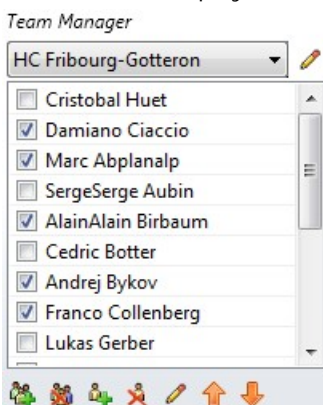 Team Manager
HC Fribourg-Gotteron
Cristobal Huet
Damiano Ciaccio
Marc Abplanalp
SergeSerge Aubin
AlainAlain Birbaum
Cedric Botter
Andrej Bykov
Franco Collenberg
Lukas Gerber